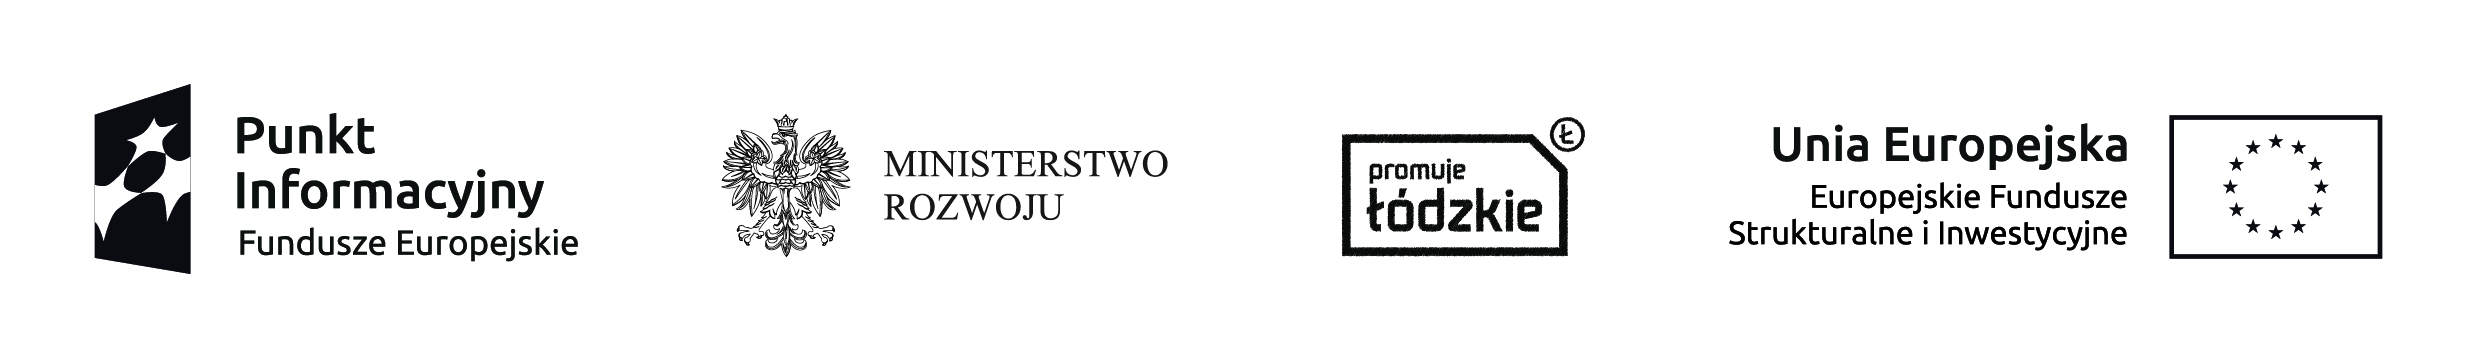 Punkt
Informacyjny
Fundusze Europejskie
MINISTERSTWO
ROZWOJU
Ł
promuje
łódzkie
Unia Europejska
Europejskie Fundusze
Strukturalne i Inwestycyjne